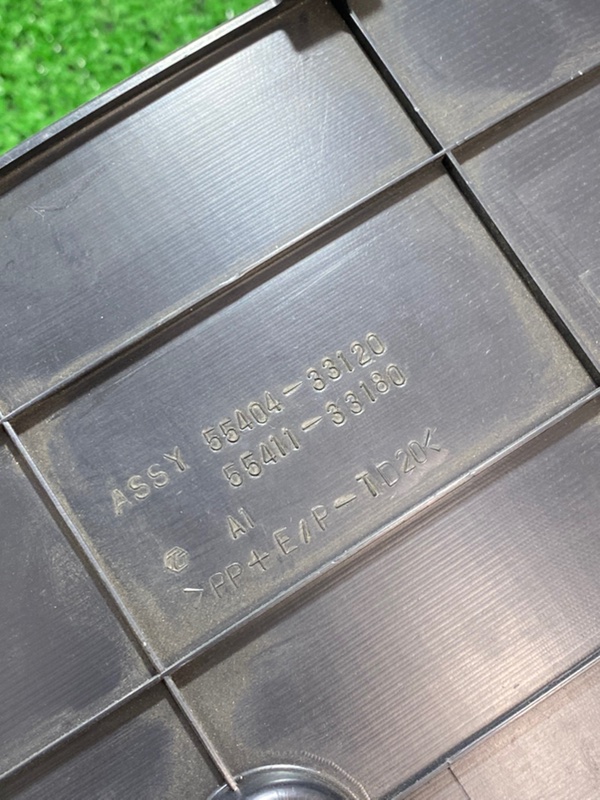 ASSY 55404-33120
55411-33180
A1
>PP+E/P-TD20<